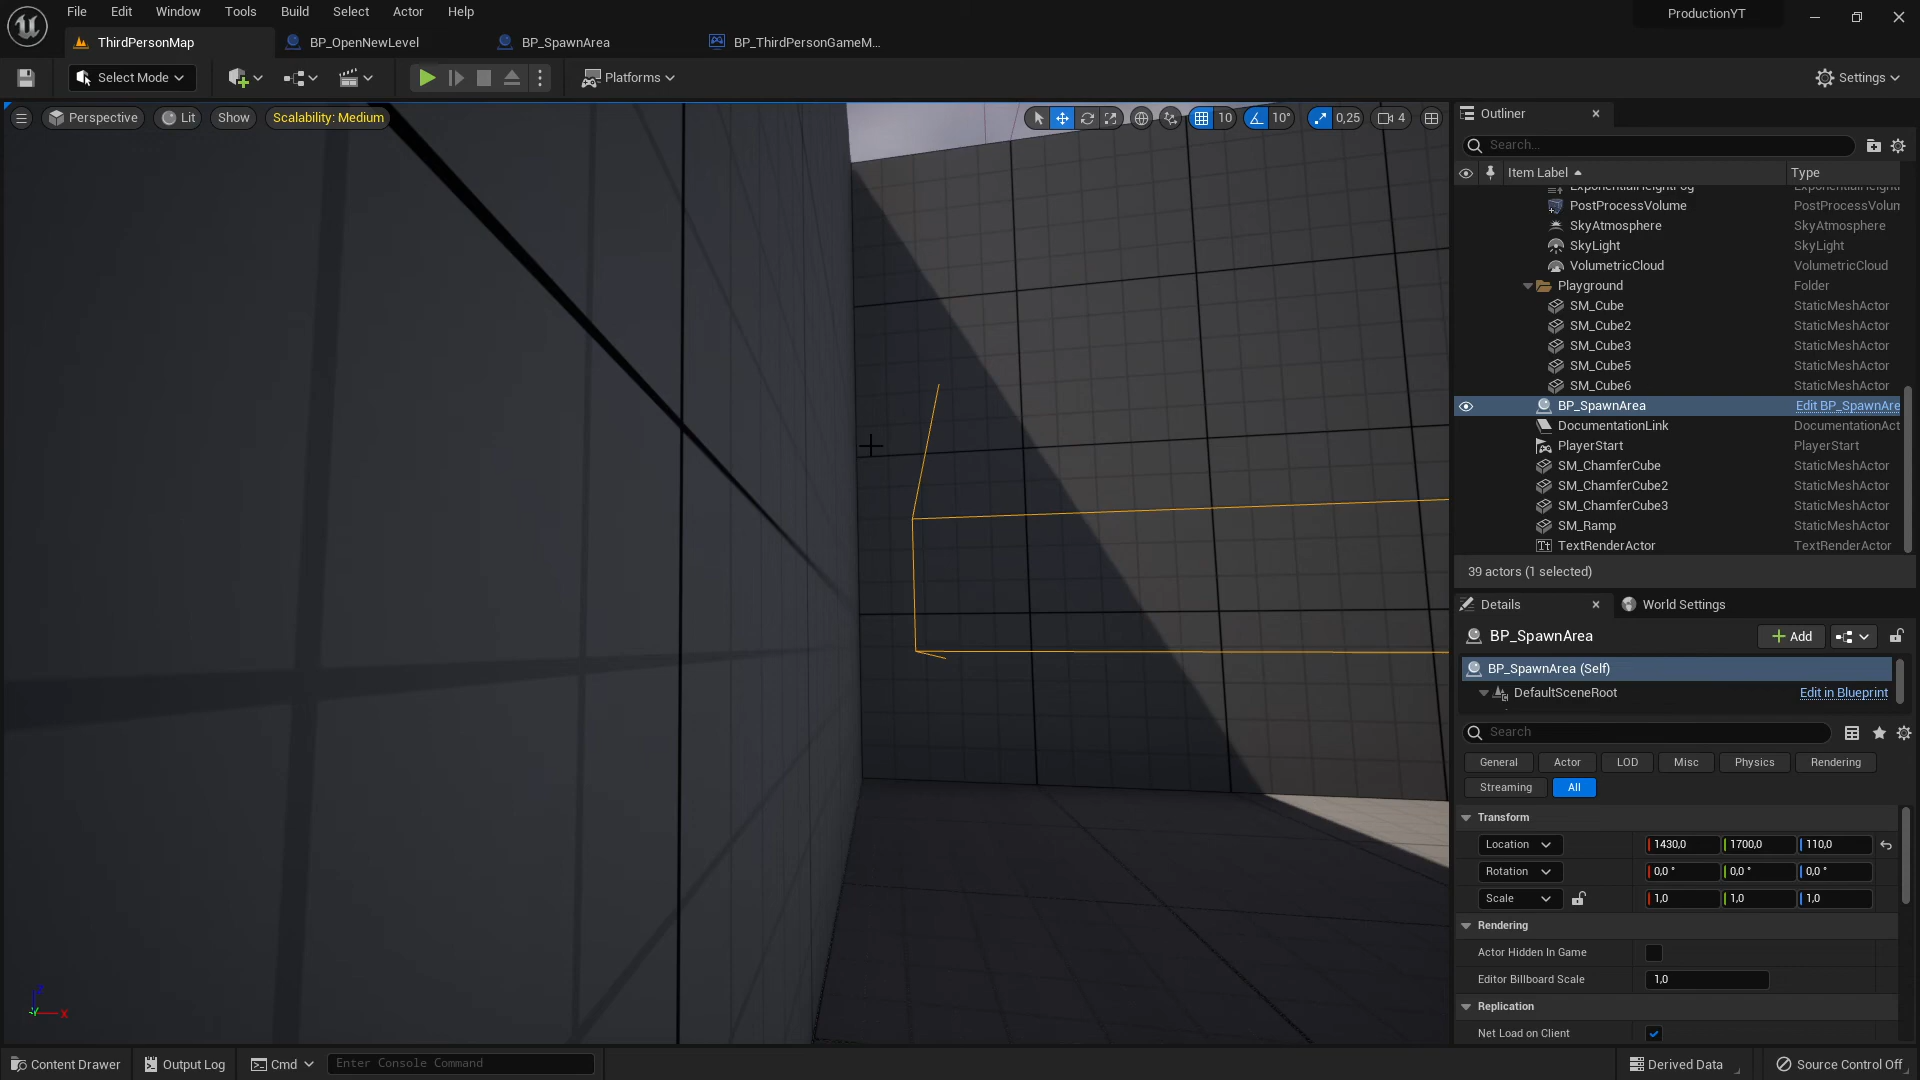 File Edit Window Tools Build Select Actor Help
ProductionYT
ThirdPersonMap
BP_OpenNewLevel
BP_SpawnArea
BP_ThirdPersonGameM...
Select Mode
Platforms
Settings
Perspective
Lit
Show
Scalability: Medium
10
10°
0,25
4
Outliner
Search...
Item Label
Type
PostProcessVolume PostProcessVolun
SkyAtmosphere SkyAtmosphere
SkyLight SkyLight
VolumetricCloud VolumetricCloud
Playground Folder
SM_Cube StaticMeshActor
SM_Cube2 StaticMeshActor
SM_Cube3 StaticMeshActor
SM_Cube5 StaticMeshActor
SM_Cube6 StaticMeshActor
BP_SpawnArea Edit BP_SpawnAre
DocumentationLink DocumentationAct
PlayerStart PlayerStart
SM_ChamferCube StaticMeshActor
SM_ChamferCube2 StaticMeshActor
SM_ChamferCube3 StaticMeshActor
SM_Ramp StaticMeshActor
TextRenderActor TextRenderActor
39 actors (1 selected)
Details
World Settings
BP_SpawnArea
Add
BP_SpawnArea (Self)
DefaultSceneRoot Edit in Blueprint
Search
General Actor LOD Misc Physics Rendering
Streaming All
Transform
Location 1430,0 1700,0 110,0
Rotation 0,0 ° 0,0 ° 0,0 °
Scale 1,0 1,0 1,0
Rendering
Actor Hidden In Game
Editor Billboard Scale 1,0
Replication
Net Load on Client
Z
Y
X
Content Drawer
Output Log
Cmd
Enter Console Command
Derived Data
Source Control Off